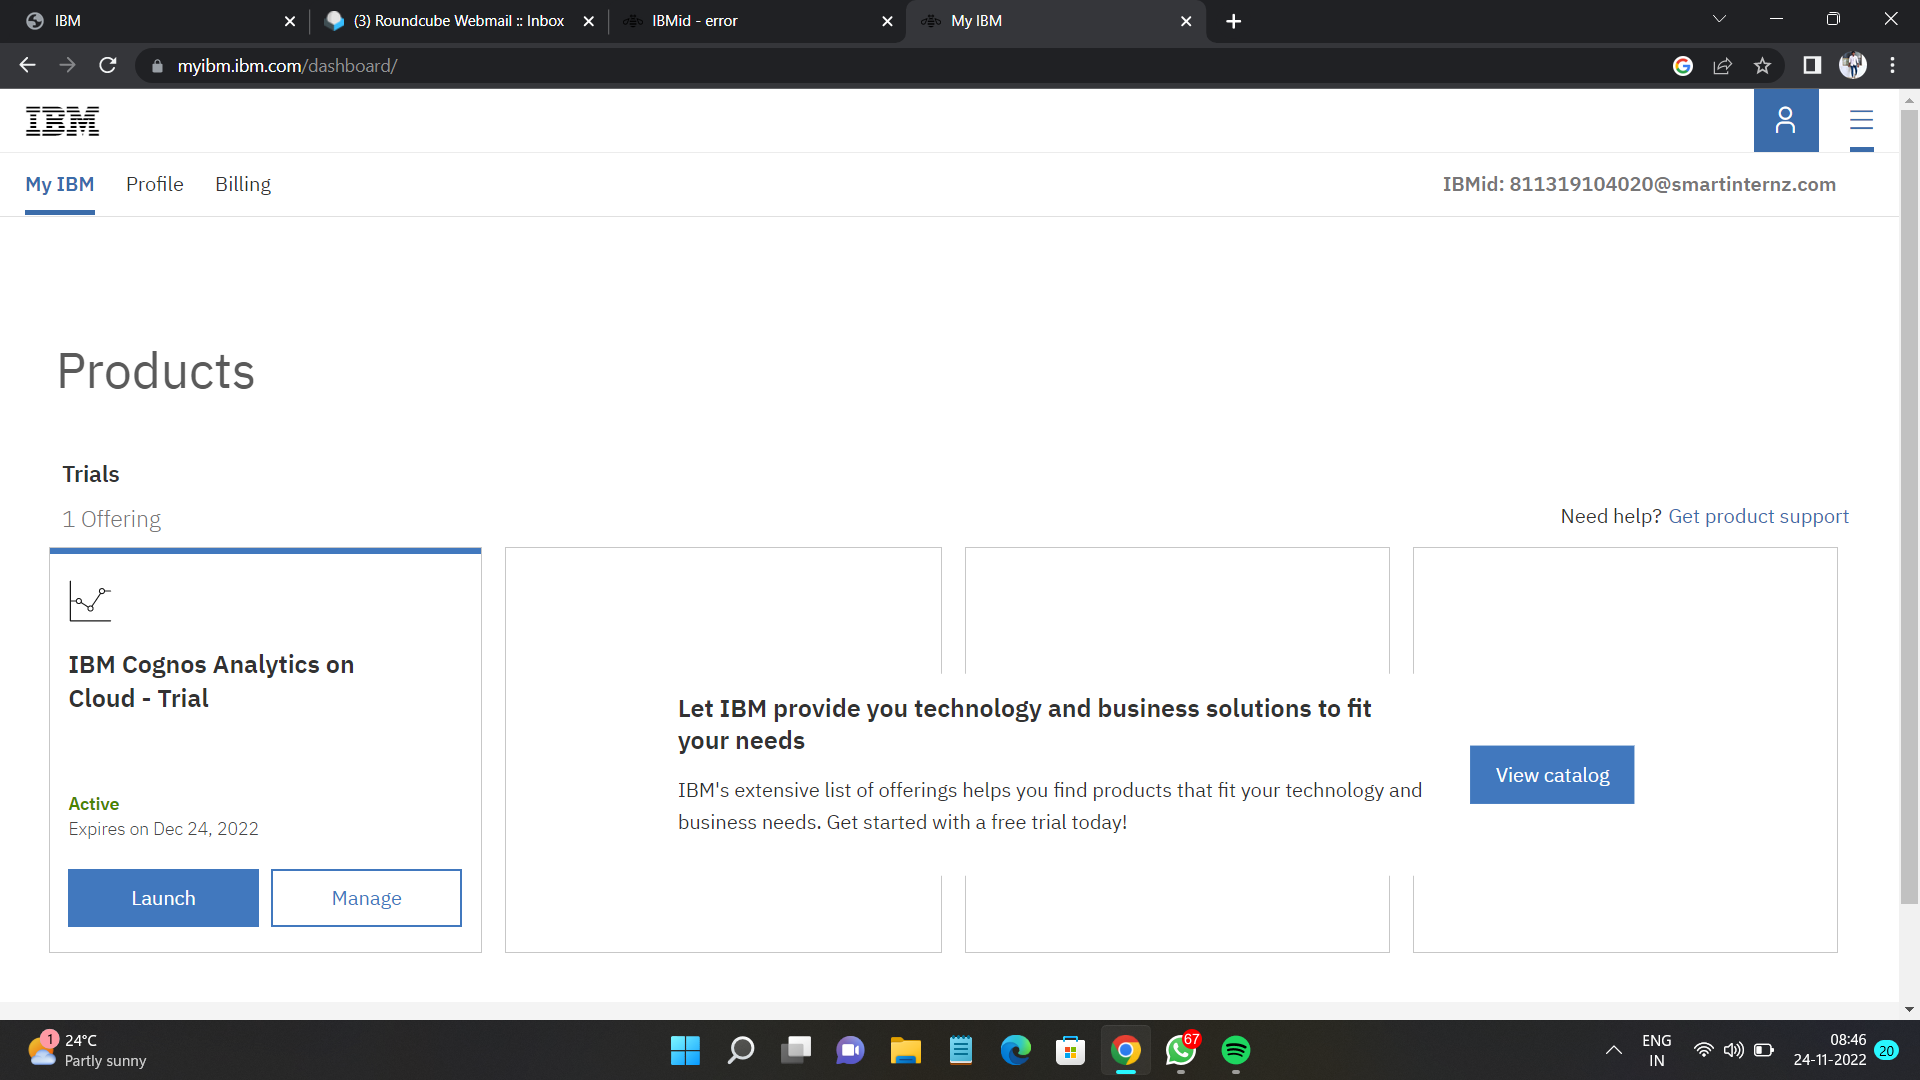 IBM
(3) Roundcube Webmail :: Inbox
IBMid - error
My IBM
myibm.ibm.com/dashboard/
IBM
My IBM
Profile
Billing
IBMid: 811319104020@smartinternz.com
Products
Trials
1 Offering
Need help? Get product support
IBM Cognos Analytics on
Cloud - Trial
Active
Expires on Dec 24, 2022
Launch
Manage
Let IBM provide you technology and business solutions to fit
your needs
IBM's extensive list of offerings helps you find products that fit your technology and
business needs. Get started with a free trial today!
View catalog
1
24°C
Partly sunny
67
ENG
IN
08:46
24-11-2022
20